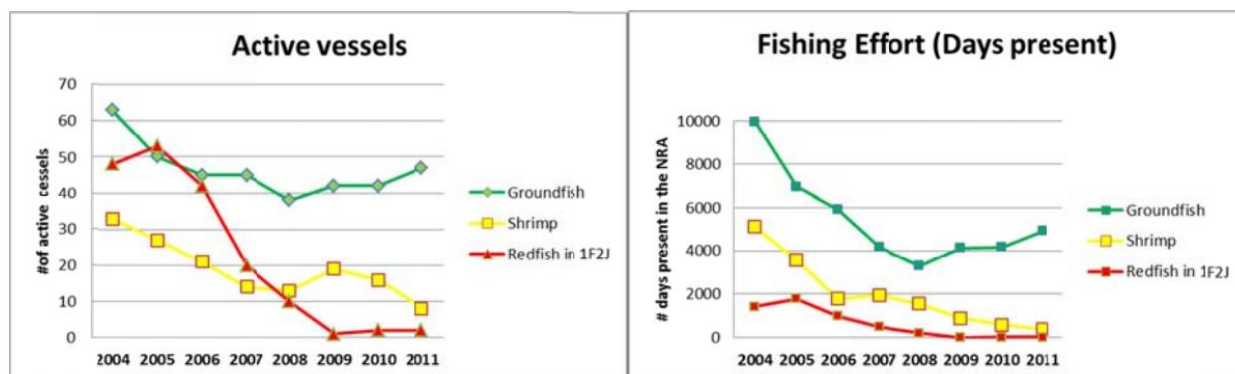 Active vessels
70
60
50
40
30
20
10
0
#of active cessels
2004 2005 2006 2007 2008 2009 2010 2011
Groundfish
Shrimp
Redfish in 1F2J
Fishing Effort (Days present)
10000
8000
6000
4000
2000
0
# days present in the NRA
2004 2005 2006 2007 2008 2009 2010 2011
Groundfish
Shrimp
Redfish in 1F2J